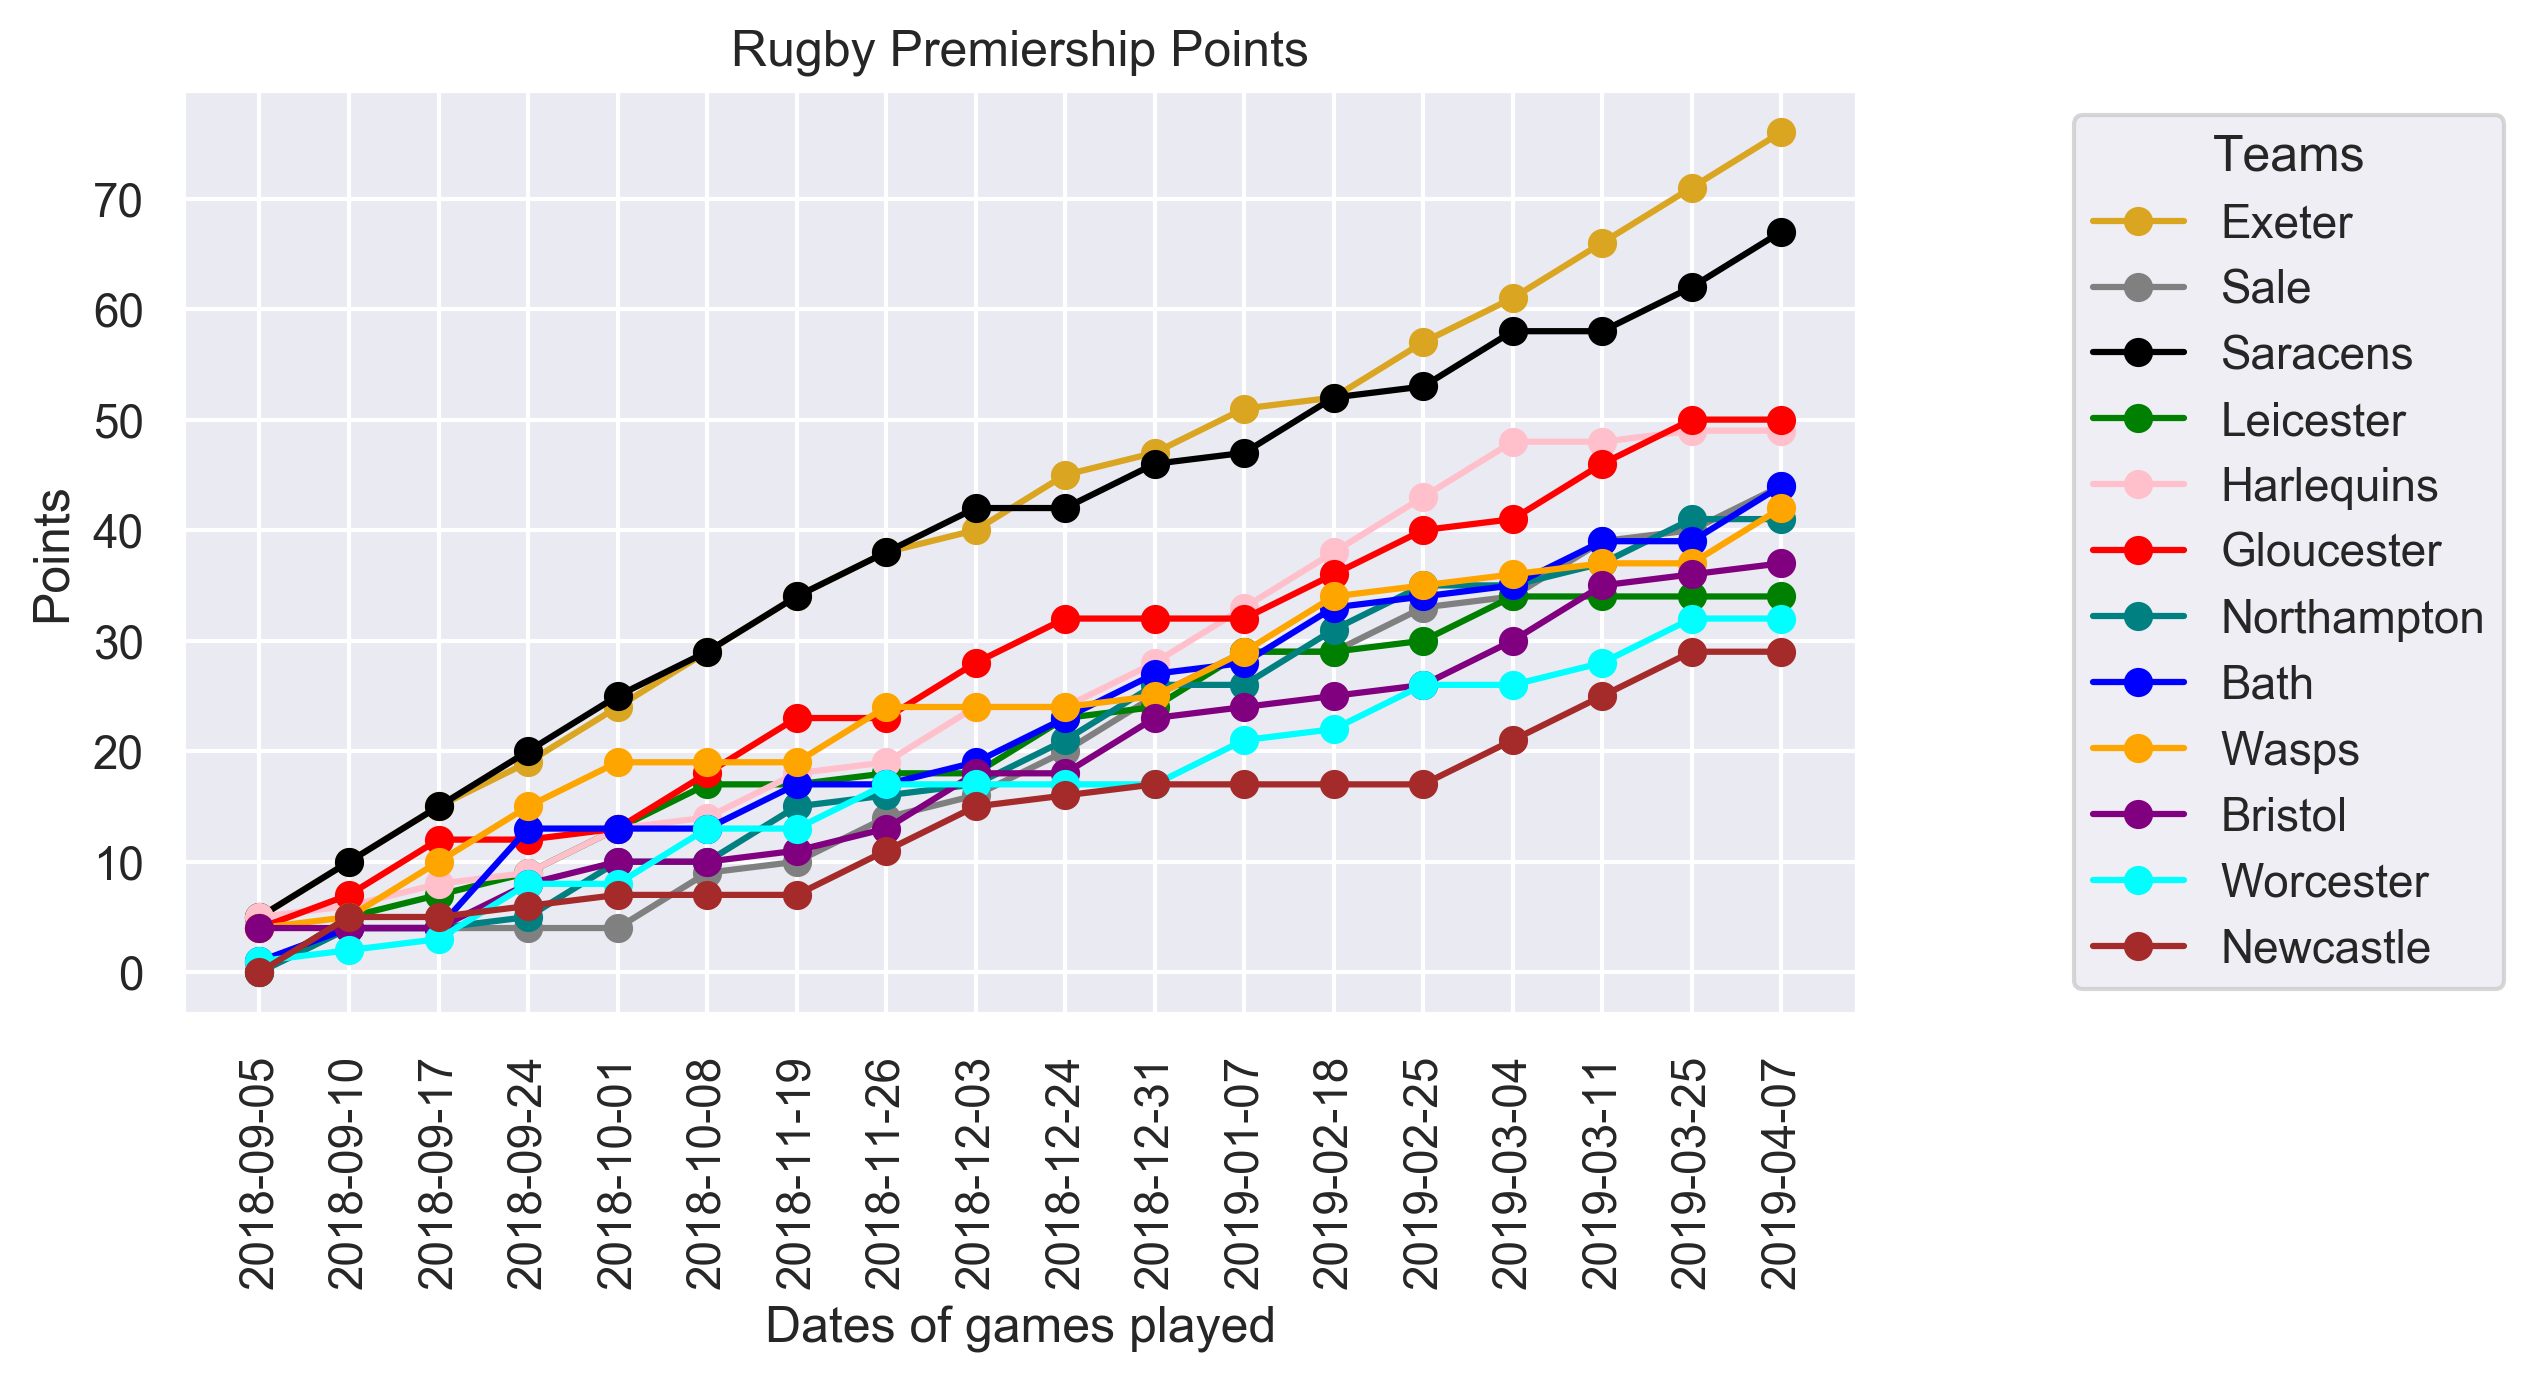 Rugby Premiership Points
Points
70
60
50
40
30
20
10
0
2018-09-05
2018-09-10
2018-09-17
2018-09-24
2018-10-01
2018-10-08
2018-11-19
2018-11-26
2018-12-03
2018-12-24
2018-12-31
2019-01-07
2019-02-18
2019-02-25
2019-03-04
2019-03-11
2019-03-25
2019-04-07
Dates of games played
Teams
Exeter
Sale
Saracens
Leicester
Harlequins
Gloucester
Northampton
Bath
Wasps
Bristol
Worcester
Newcastle